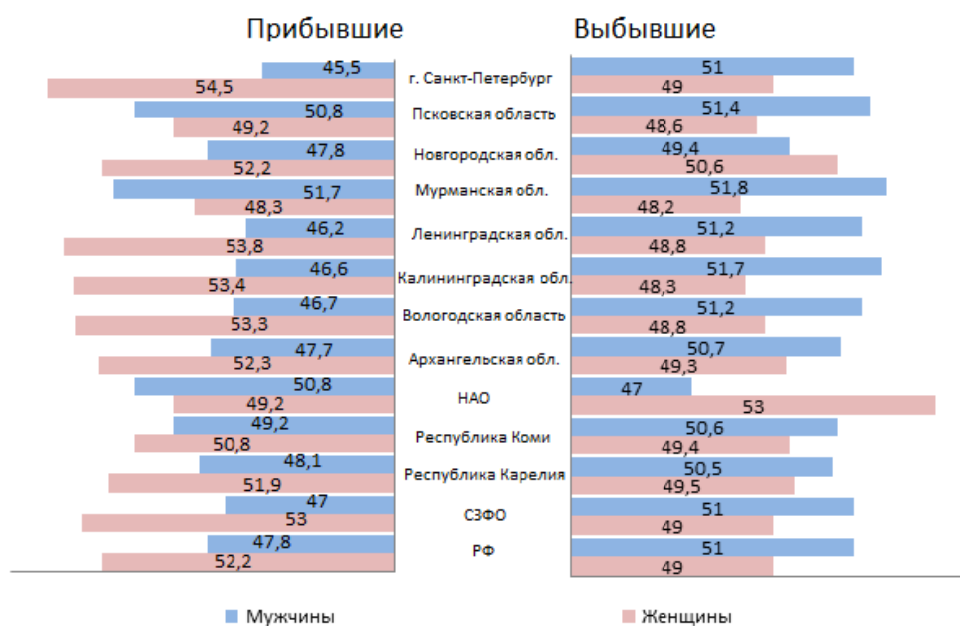 Прибывшие Выбывшие
45,5 г. Санкт-Петербург 51
54,5 49
50,8 Псковская область 51,4
49,2 48,6
47,8 Новгородская обл. 49,4
52,2 50,6
51,7 Мурманская обл. 51,8
48,3 48,2
46,2 Ленинградская обл. 51,2
53,8 48,8
46,6 Калининградская обл. 51,7
53,4 48,3
46,7 Вологодская область 51,2
53,3 48,8
47,7 Архангельская обл. 50,7
52,3 49,3
50,8 НАО 47
49,2 53
49,2 Республика Коми 50,6
50,8 49,4
48,1 Республика Карелия 50,5
51,9 49,5
47 СЗФО 51
53 49
47,8 РФ 51
52,2 49
Мужчины Женщины